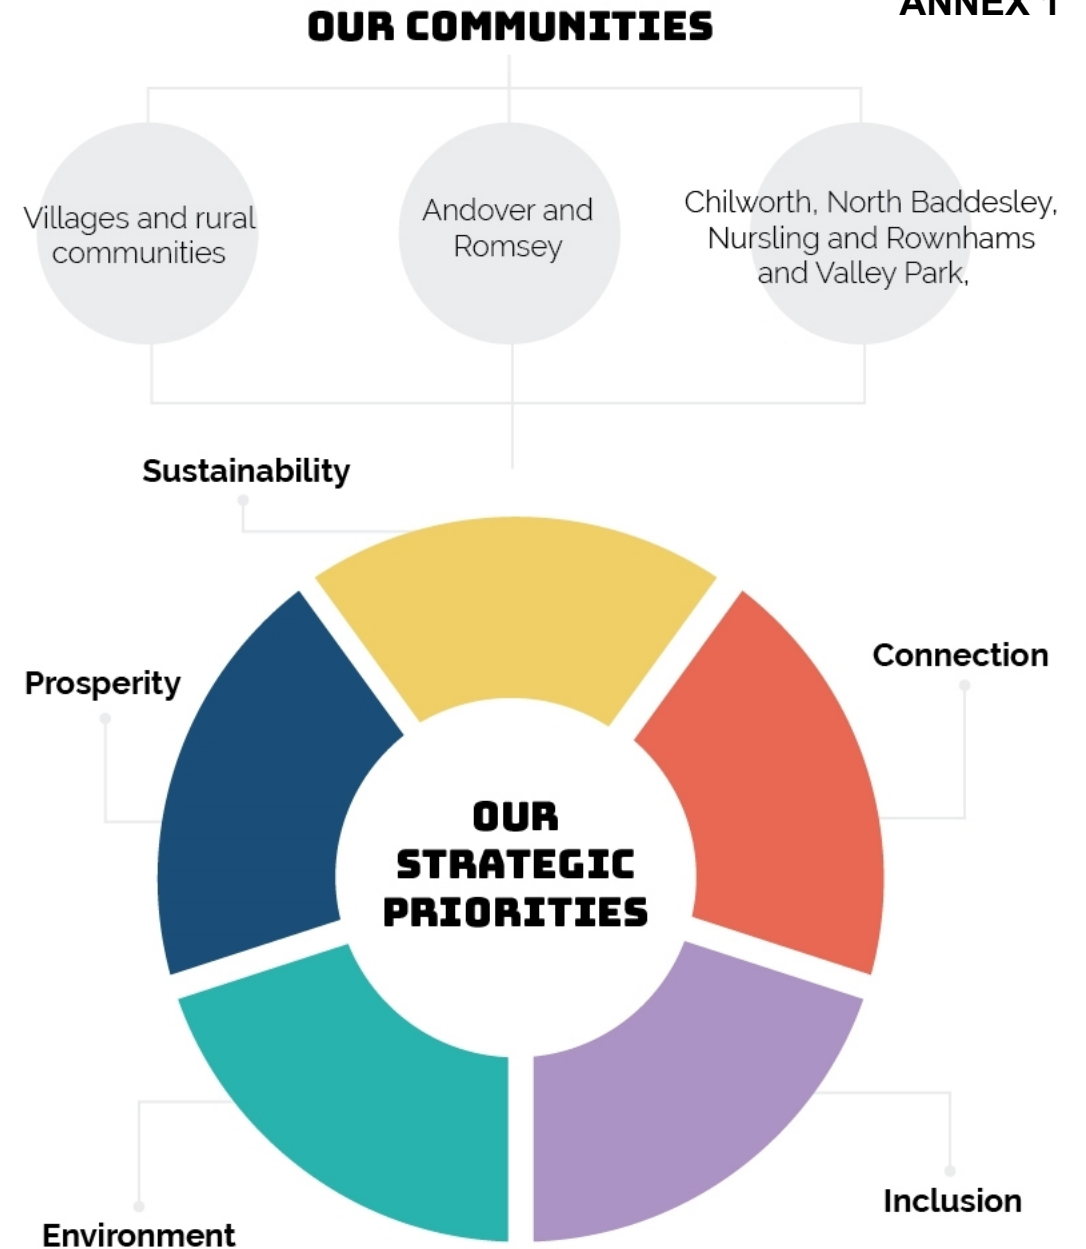 ANNEX 1
OUR COMMUNITIES
Villages and rural
communities
Andover and
Romsey
Chilworth, North Baddesley,
Nursling and Rownhams
and Valley Park,
Sustainability
Connection
Prosperity
OUR
STRATEGIC
PRIORITIES
Inclusion
Environment